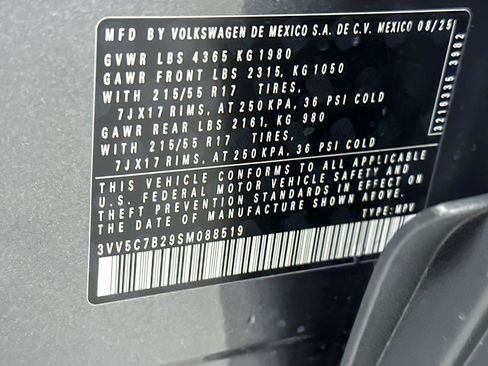 MFD BY VOLKSWAGEN DE MEXICO S.A. DE C.V. MEXICO 08/25
GVWR LBS 4365 KG 1980
GAWR FRONT LBS 2315, KG 1050
WITH 215/55 R17 TIRES,
7JX17 RIMS, AT 250 KPA, 36 PSI COLD
GAWR REAR LBS 2161, KG 980
WITH 215/55 R17 TIRES,
7JX17 RIMS, AT 250 KPA, 36 PSI COLD
THIS VEHICLE CONFORMS TO ALL APPLICABLE
U.S. FEDERAL MOTOR VEHICLE SAFETY AND
THEFT PREVENTION STANDARDS IN EFFECT ON
THE DATE OF MANUFACTURE SHOWN ABOVE.
3VV5C7B29SM088519
TYPE: MPV
3216335 3982